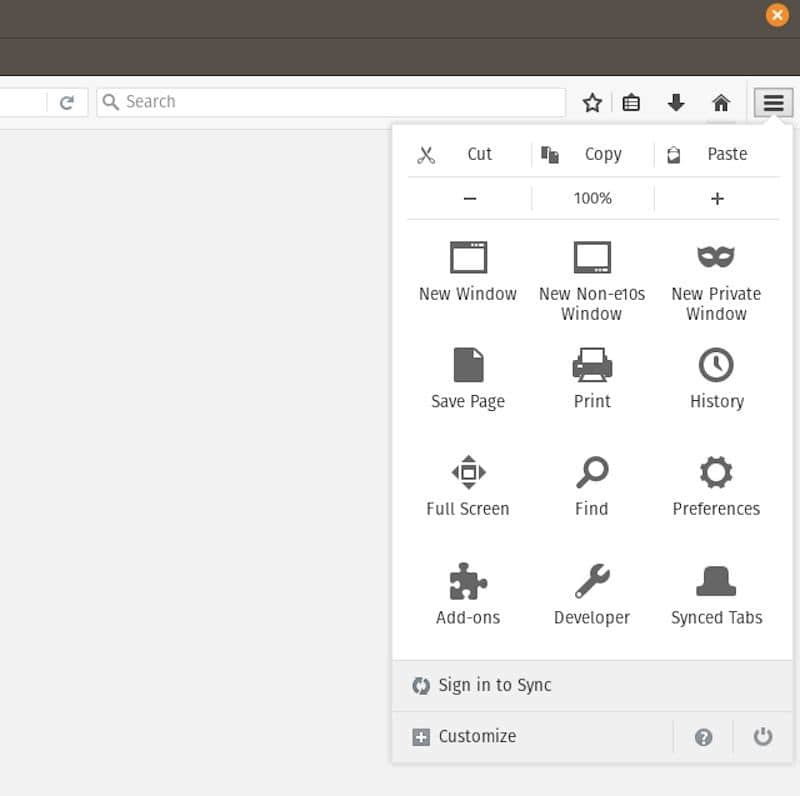 Search
Cut Copy Paste
100%
New Window New Non-e10s Window New Private Window
Save Page Print History
Full Screen Find Preferences
Add-ons Developer Synced Tabs
Sign in to Sync
Customize